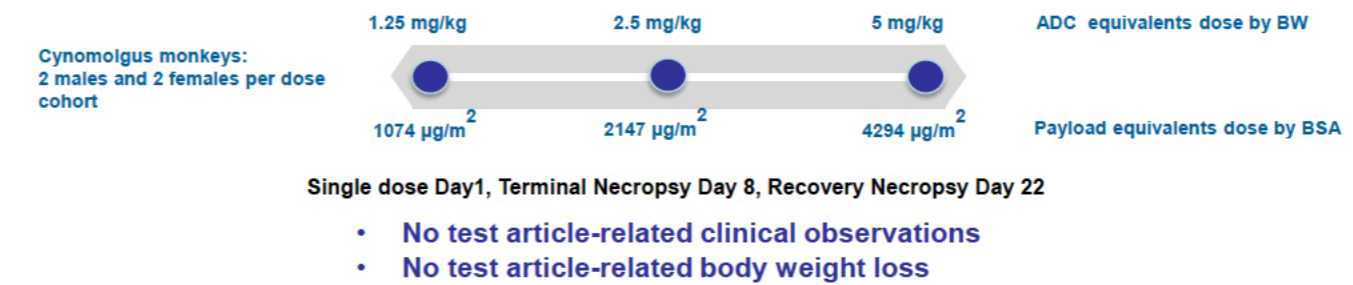 1.25 mg/kg 2.5 mg/kg 5 mg/kg ADC equivalents dose by BW
Cynomolgus monkeys:
2 males and 2 females per dose
cohort
1074 µg/m² 2147 µg/m² 4294 µg/m² Payload equivalents dose by BSA
Single dose Day1, Terminal Necropsy Day 8, Recovery Necropsy Day 22
• No test article-related clinical observations
• No test article-related body weight loss